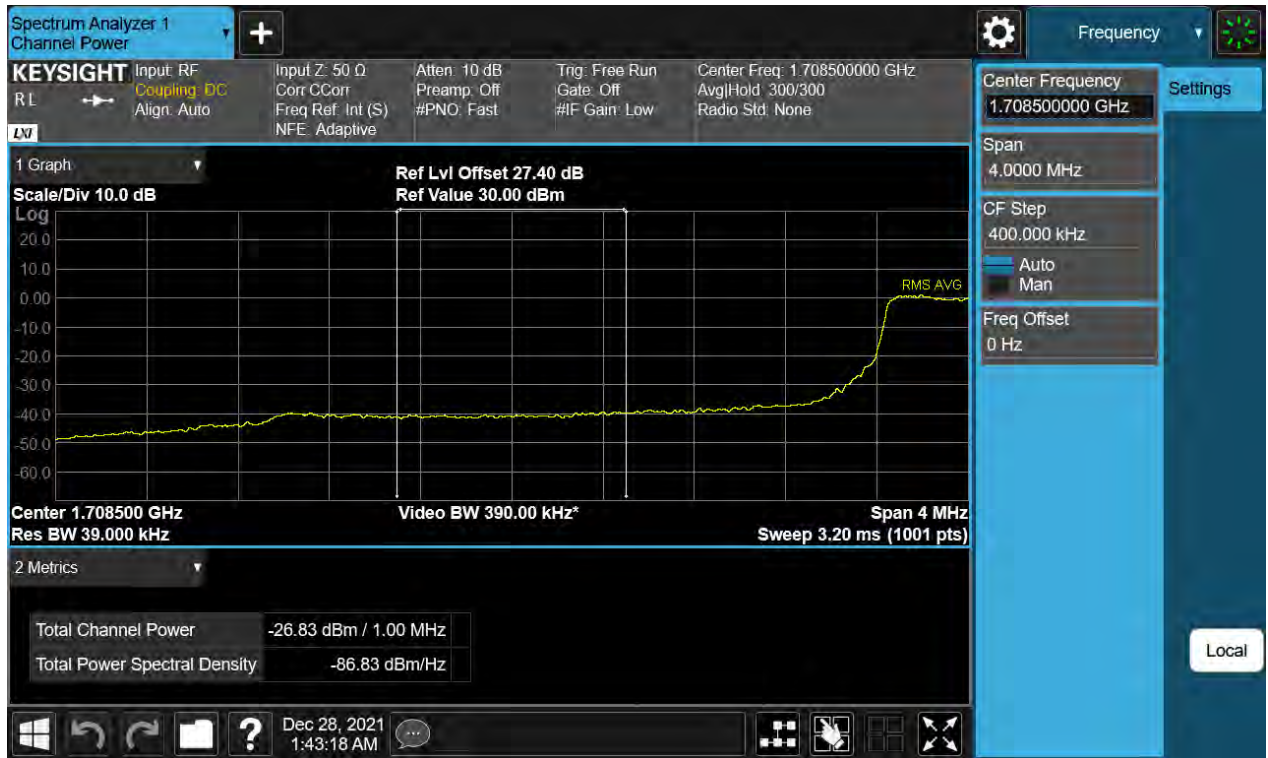 Spectrum Analyzer 1
Channel Power
+
Frequency
KEYSIGHT
RL
LXI
Input: RF
Coupling: DC
Align: Auto
Input Z: 50 Ω
Corr CCorr
Freq Ref: Int (S)
NFE: Adaptive
Atten: 10 dB
Preamp: Off
#PNO: Fast
Trig: Free Run
Gate: Off
#IF Gain: Low
Center Freq: 1.708500000 GHz
Avg|Hold: 300/300
Radio Std: None
Center Frequency
1.708500000 GHz
Settings
Span
4.0000 MHz
CF Step
400.000 kHz
Auto
Man
Freq Offset
0 Hz
1 Graph
Scale/Div 10.0 dB
Ref Lvl Offset 27.40 dB
Ref Value 30.00 dBm
Log
20.0
10.0
0.00
-10.0
-20.0
-30.0
-40.0
-50.0
-60.0
RMS AVG
Center 1.708500 GHz
Video BW 390.00 kHz*
Span 4 MHz
Res BW 39.000 kHz
Sweep 3.20 ms (1001 pts)
2 Metrics
Total Channel Power -26.83 dBm / 1.00 MHz
Total Power Spectral Density -86.83 dBm/Hz
Local
?
Dec 28, 2021
1:43:18 AM